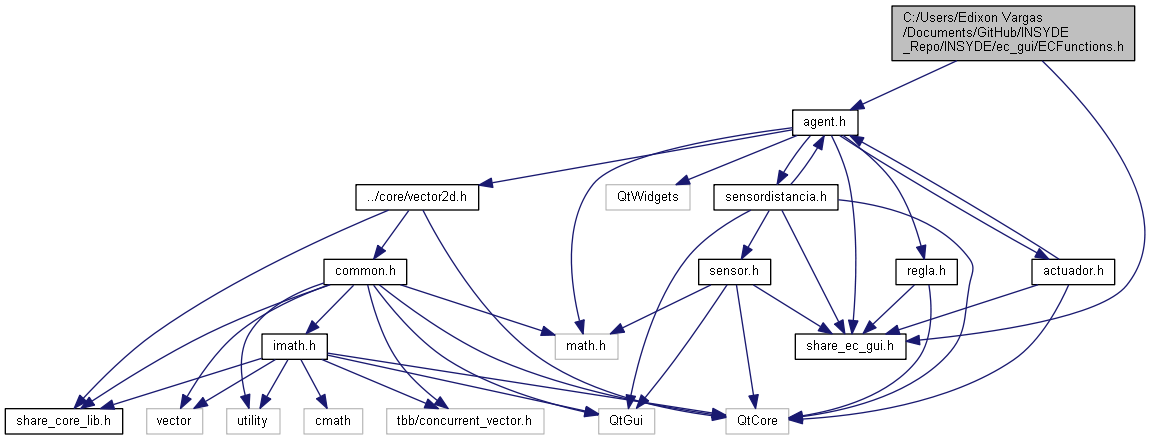 C:/Users/Edixon Vargas
/Documents/GitHub/INSYDE
_Repo/INSYDE/ec_gui/ECFunctions.h
agent.h
../core/vector2d.h
QtWidgets
sensordistancia.h
common.h
sensor.h
regla.h
actuador.h
imath.h
math.h
share_ec_gui.h
share_core_lib.h
vector
utility
cmath
tbb/concurrent_vector.h
QtGui
QtCore